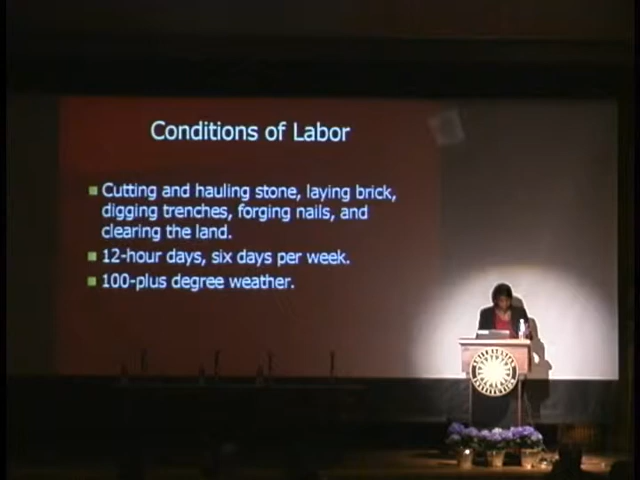 Conditions of Labor
Cutting and hauling stone, laying brick,
digging trenches, forging nails, and
clearing the land.
12-hour days, six days per week.
100-plus degree weather.